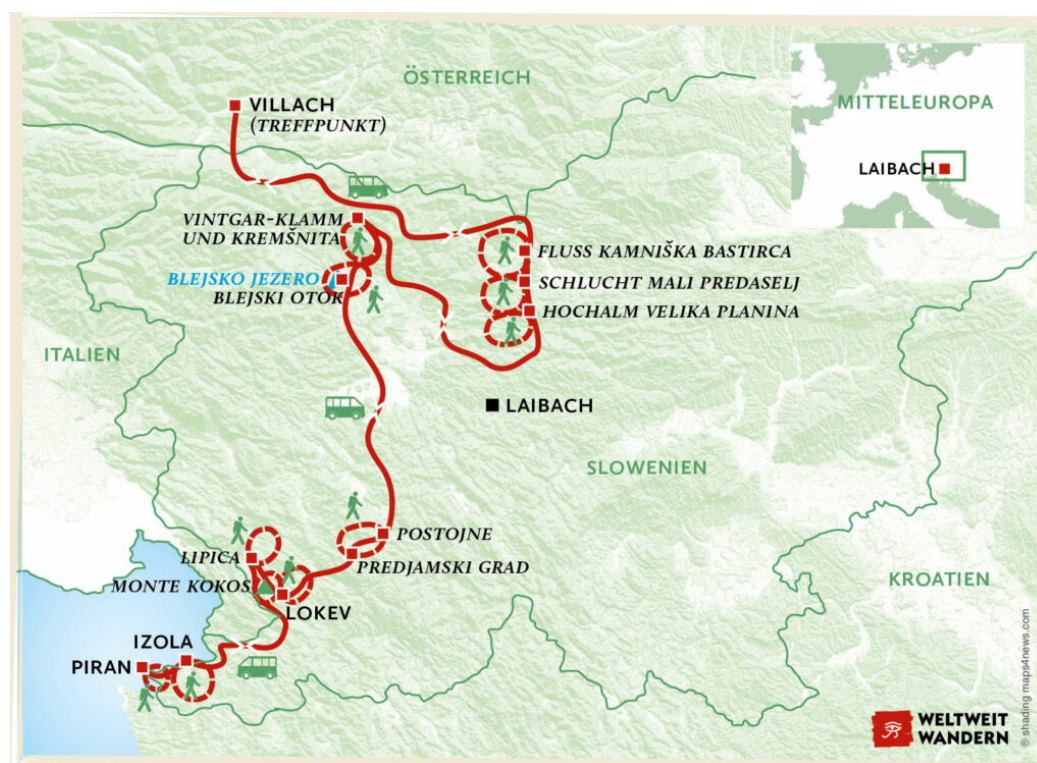 ÖSTERREICH
MITTELEUROPA
LAIBACH
VILLACH
(TREFFPUNKT)
VINTGAR-KLAMM
UND KREMŠNITA
FLUSS KAMNIŠKA BASTIRCA
BLEJSKO JEZERO
BLEJSKI OTOK
SCHLUCHT MALI PREDASELJ
HOCHALM VELIKA PLANINA
ITALIEN
LAIBACH
SLOWENIEN
POSTOJNE
LIPICA
PREDJAMSKI GRAD
MONTE KOKOS
KROATIEN
LOKEV
IZOLA
PIRAN
WELTWEIT
WANDERN
® shading maps4news.com